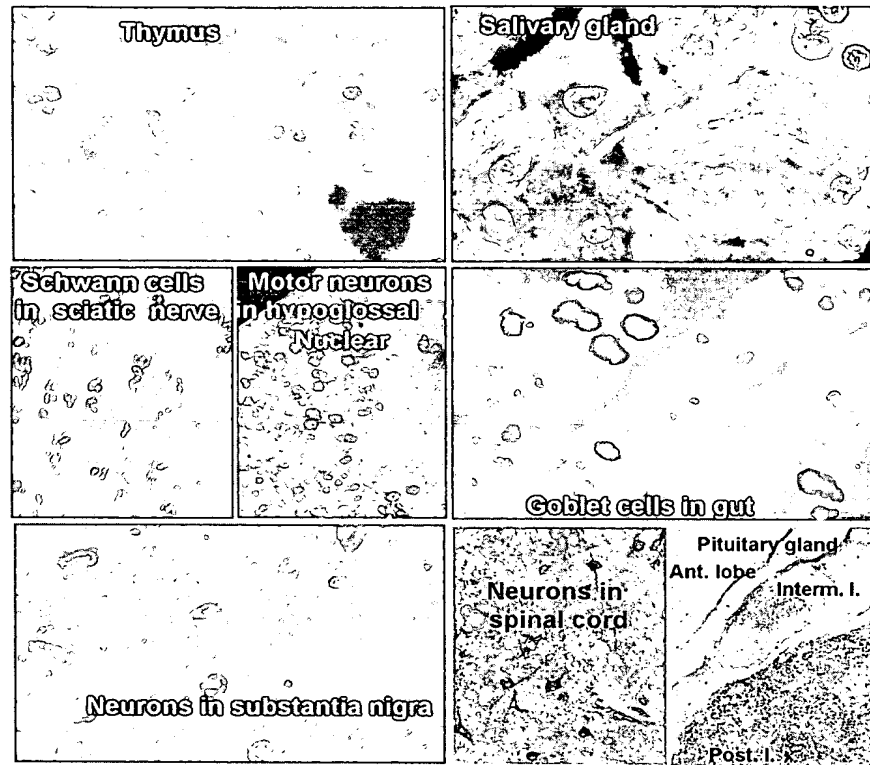 Thymus
Salivary gland
Schwann cells
in sciatic nerve
Motor neurons
in hypoglossal
Nuclear
Goblet cells in gut
Neurons in substantia nigra
Neurons in
spinal cord
Pituitary gland
Ant. lobe
Interm. l.
Post. l.